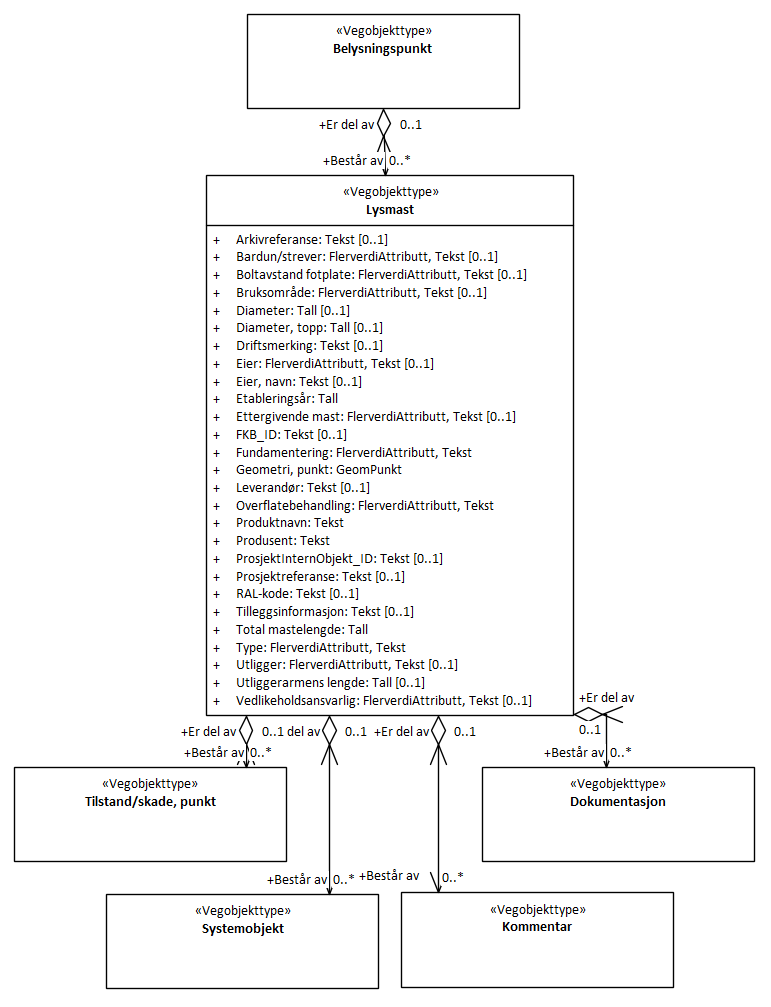 «Vegobjekttype»
Belysningspunkt
+Er del av 0..1
+Består av 0..*
«Vegobjekttype»
Lysmast
+ Arkivreferanse: Tekst [0..1]
+ Bardun/strever: FlerverdiAttributt, Tekst [0..1]
+ Boltavstand fotplate: FlerverdiAttributt, Tekst [0..1]
+ Bruksområde: FlerverdiAttributt, Tekst [0..1]
+ Diameter: Tall [0..1]
+ Diameter, topp: Tall [0..1]
+ Driftsmerking: Tekst [0..1]
+ Eier: FlerverdiAttributt, Tekst [0..1]
+ Eier, navn: Tekst [0..1]
+ Etableringsår: Tall
+ Ettergivende mast: FlerverdiAttributt, Tekst [0..1]
+ FKB_ID: Tekst [0..1]
+ Fundamentering: FlerverdiAttributt, Tekst
+ Geometri, punkt: GeomPunkt
+ Leverandør: Tekst [0..1]
+ Overflatebehandling: FlerverdiAttributt, Tekst
+ Produktnavn: Tekst
+ Produsent: Tekst
+ ProsjektInternObjekt_ID: Tekst [0..1]
+ Prosjektreferanse: Tekst [0..1]
+ RAL-kode: Tekst [0..1]
+ Tilleggsinformasjon: Tekst [0..1]
+ Total mastelengde: Tall
+ Type: FlerverdiAttributt, Tekst
+ Utligger: FlerverdiAttributt, Tekst [0..1]
+ Utliggerarmens lengde: Tall [0..1]
+ Vedlikeholdsansvarlig: FlerverdiAttributt, Tekst [0..1]
+Er del av
0..1
+Er del av 0..1 del av 0..1 +Er del av 0..1
+Består av 0..* +Består av 0..*
«Vegobjekttype»
Tilstand/skade, punkt
«Vegobjekttype»
Dokumentasjon
+Består av 0..* +Består av 0..*
«Vegobjekttype»
Systemobjekt
«Vegobjekttype»
Kommentar